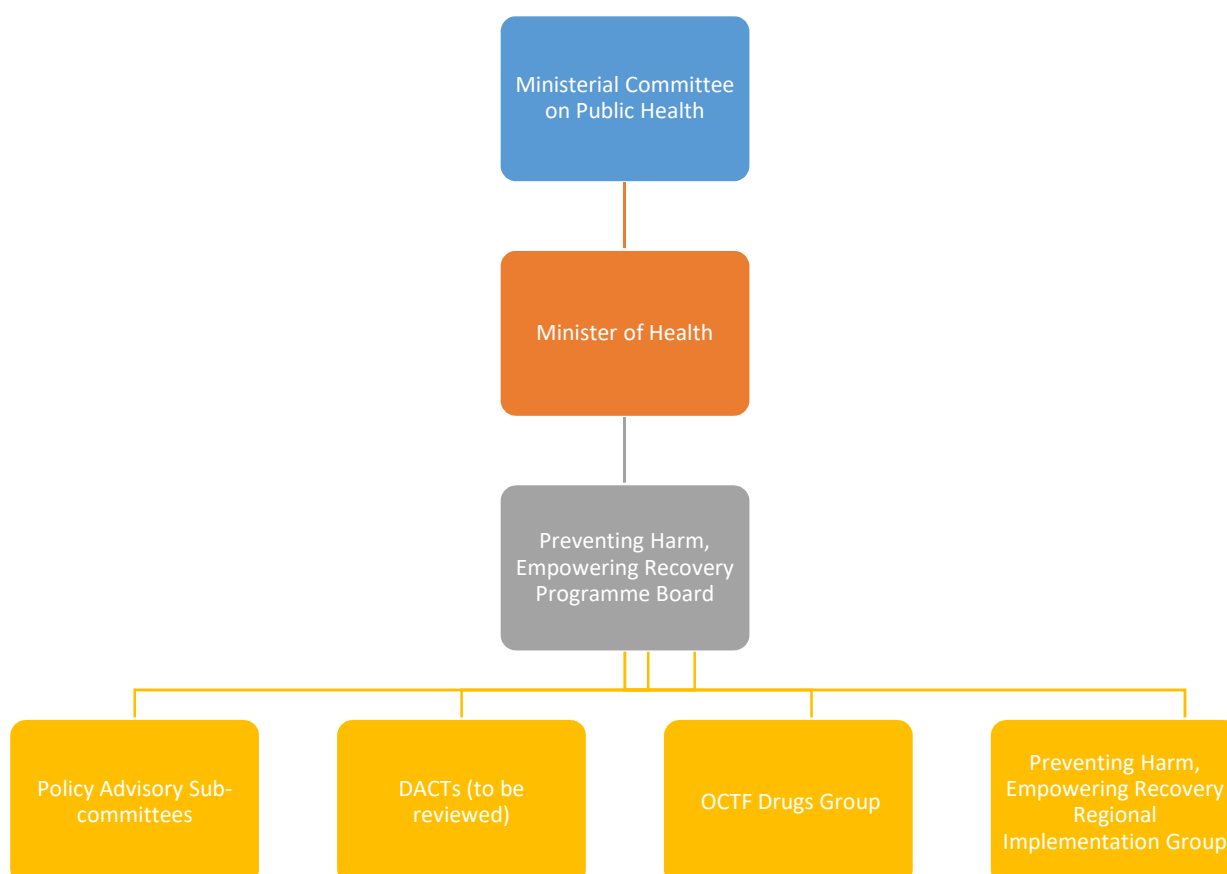 Ministerial Committee
on Public Health
Minister of Health
Preventing Harm,
Empowering Recovery
Programme Board
Policy Advisory Sub-
committees
DACTs (to be
reviewed)
OCTF Drugs Group
Preventing Harm,
Empowering Recovery
Regional
Implementation Group